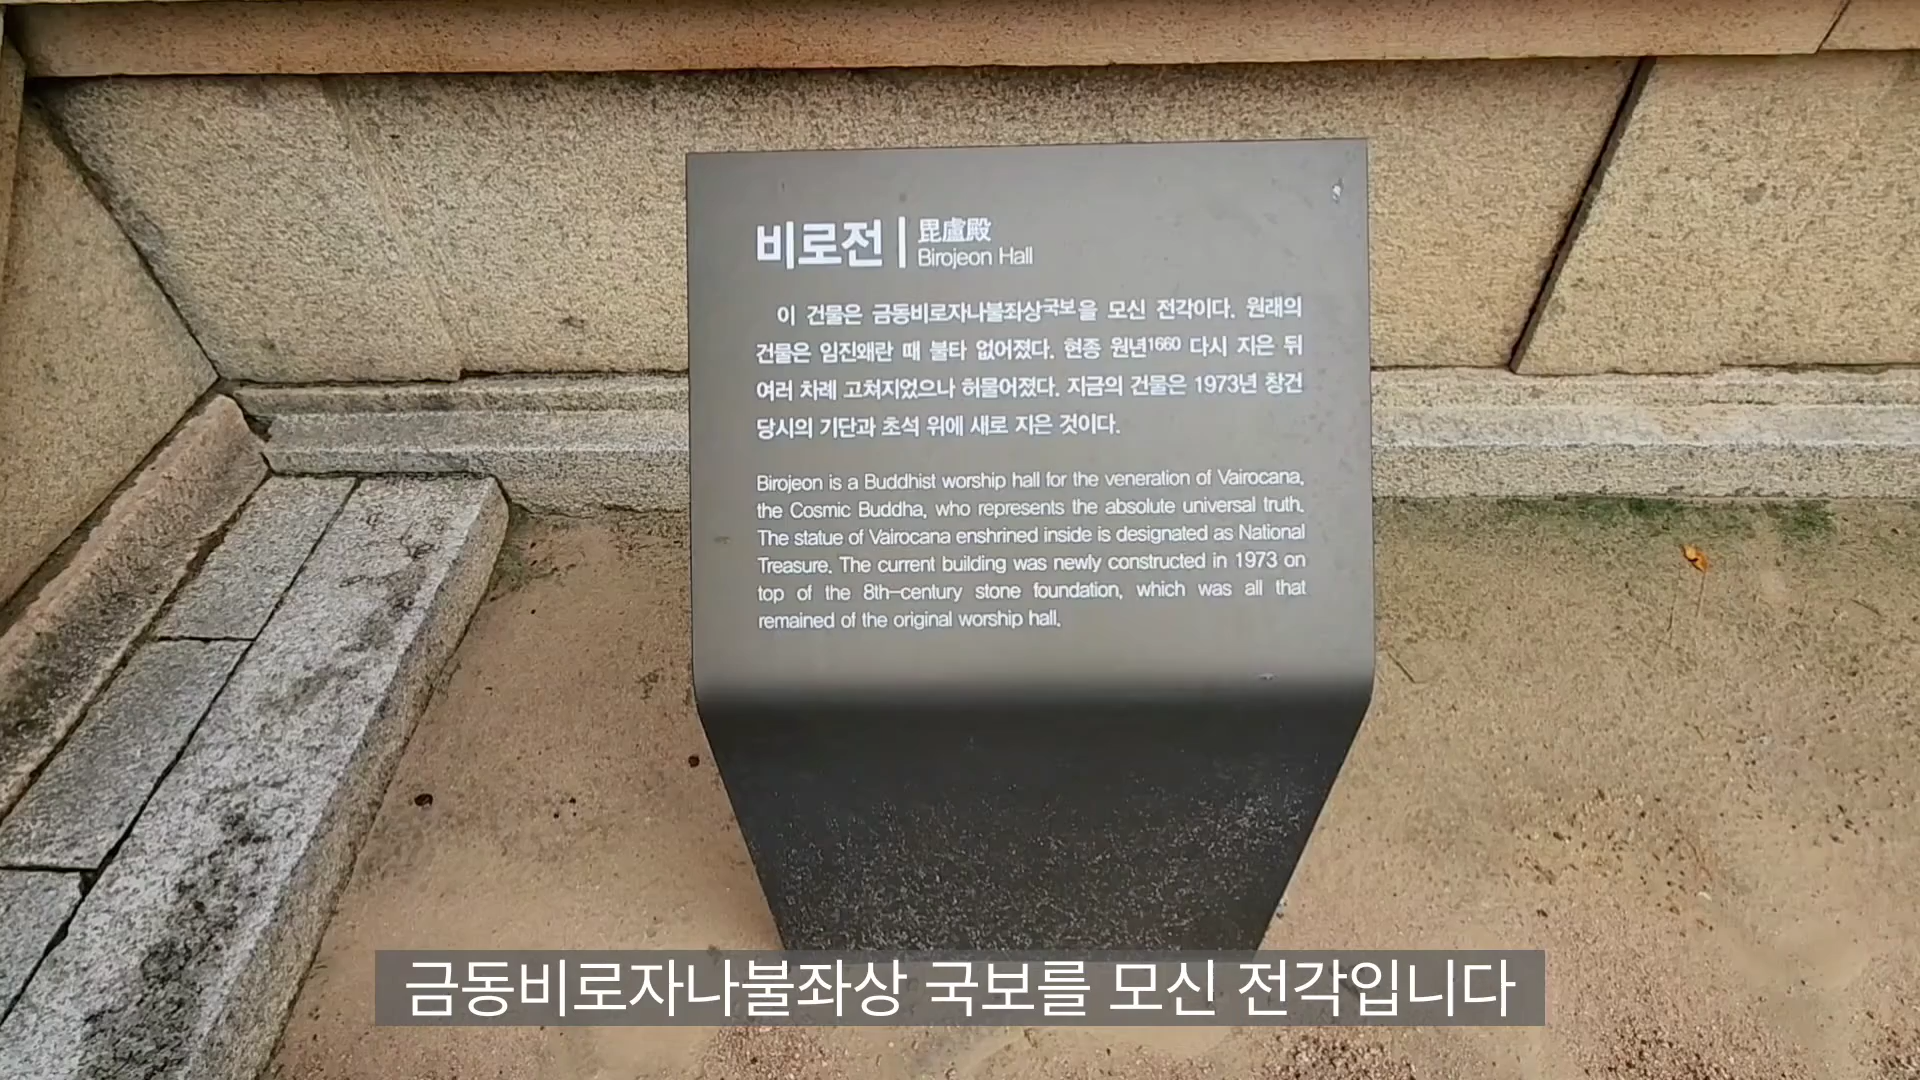 비로전
毘盧殿
Birojeon Hall
이 건물은 금동비로자나불좌상국보을 모신 전각이다. 원래의
건물은 임진왜란 때 불타 없어졌다. 현종 원년1660 다시 지은 뒤
여러 차례 고쳐지었으나 허물어졌다. 지금의 건물은 1973년 창건
당시의 기단과 초석 위에 새로 지은 것이다.
Birojeon is a Buddhist worship hall for the veneration of Vairocana,
the Cosmic Buddha, who represents the absolute universal truth.
The statue of Vairocana enshrined inside is designated as National
Treasure. The current building was newly constructed in 1973 on
top of the 8th-century stone foundation, which was all that
remained of the original worship hall.
금동비로자나불좌상 국보를 모신 전각입니다